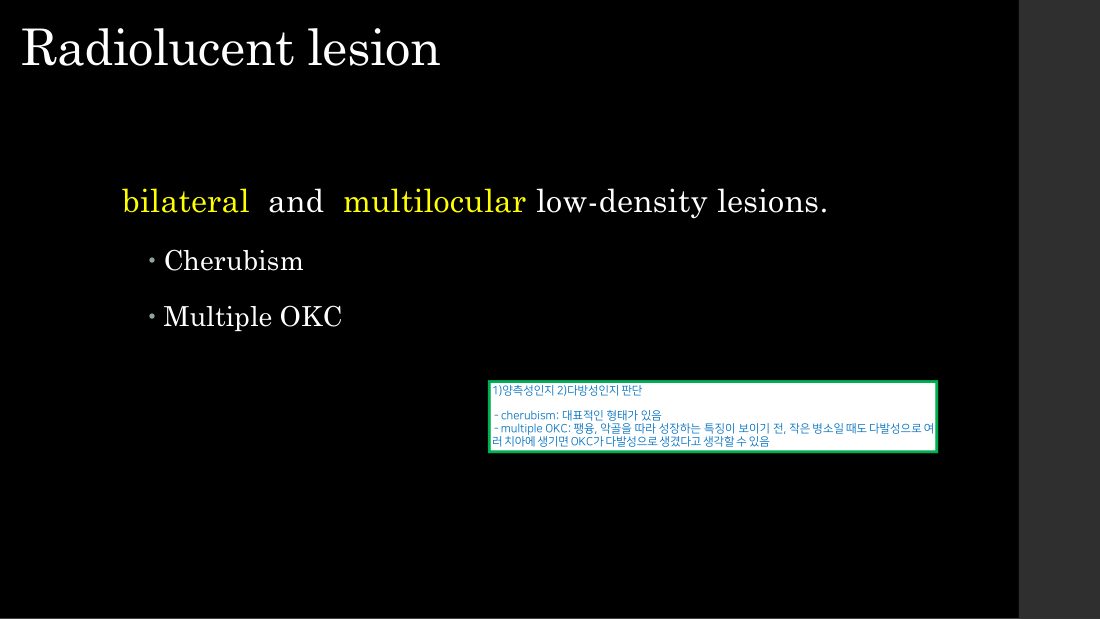 Radiolucent lesion
bilateral and multilocular low-density lesions.
• Cherubism
• Multiple OKC
1)양측성인지 2)다방성인지 판단
- cherubism: 대표적인 형태가 있음
- multiple OKC: 팽융, 악골을 따라 성장하는 특징이 보이기 전, 작은 병소일 때도 다발성으로 여
러 치아에 생기면 OKC가 다발성으로 생겼다고 생각할 수 있음